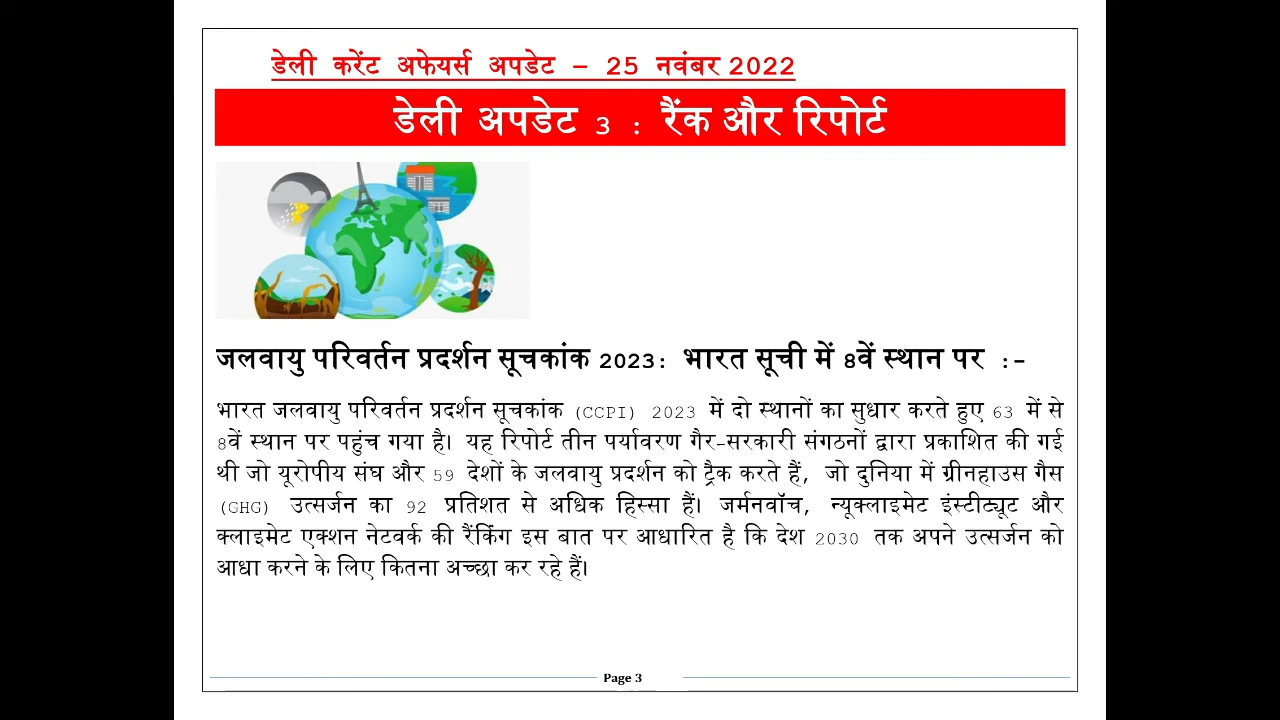 डेली करेंट अफेयर्स अपडेट – 25 नवंबर 2022
डेली अपडेट 3 : रैंक और रिपोर्ट
जलवायु परिवर्तन प्रदर्शन सूचकांक 2023: भारत सूची में 8वें स्थान पर :-
भारत जलवायु परिवर्तन प्रदर्शन सूचकांक (CCPI) 2023 में दो स्थानों का सुधार करते हुए 63 में से
8वें स्थान पर पहुंच गया है। यह रिपोर्ट तीन पर्यावरण गैर-सरकारी संगठनों द्वारा प्रकाशित की गई
थी जो यूरोपीय संघ और 59 देशों के जलवायु प्रदर्शन को ट्रैक करते हैं, जो दुनिया में ग्रीनहाउस गैस
(GHG) उत्सर्जन का 92 प्रतिशत से अधिक हिस्सा हैं। जर्मनवॉच, न्यूक्लाइमेट इंस्टीट्यूट और
क्लाइमेट एक्शन नेटवर्क की रैंकिंग इस बात पर आधारित है कि देश 2030 तक अपने उत्सर्जन को
आधा करने के लिए कितना अच्छा कर रहे हैं।
Page 3